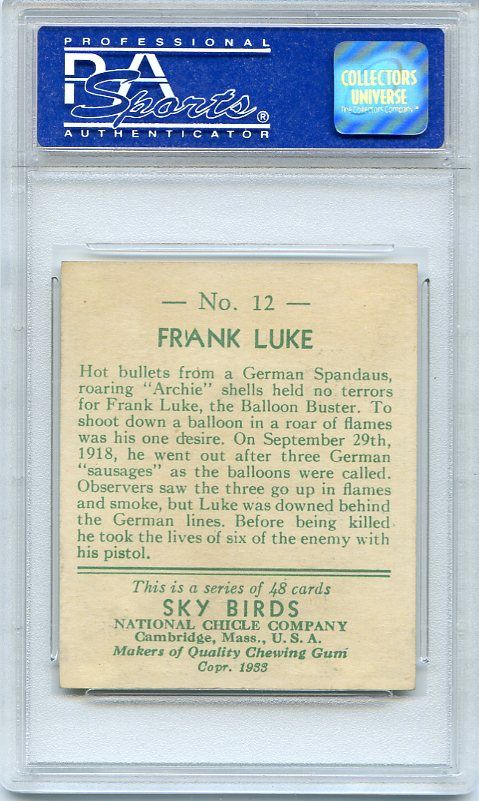 PROFESSIONAL
PSA
Sports®
AUTHENTICATOR
COLLECTORS
UNIVERSE
The Collectors Company™
— No. 12 —
FRANK LUKE
Hot bullets from a German Spandaus,
roaring "Archie" shells held no terrors
for Frank Luke, the Balloon Buster. To
shoot down a balloon in a roar of flames
was his one desire. On September 29th,
1918, he went out after three German
"sausages" as the balloons were called.
Observers saw the three go up in flames
and smoke, but Luke was downed behind
the German lines. Before being killed
he took the lives of six of the enemy with
his pistol.
This is a series of 48 cards
SKY BIRDS
NATIONAL CHICLE COMPANY
Cambridge, Mass., U. S. A.
Makers of Quality Chewing Gum
Copr. 1933